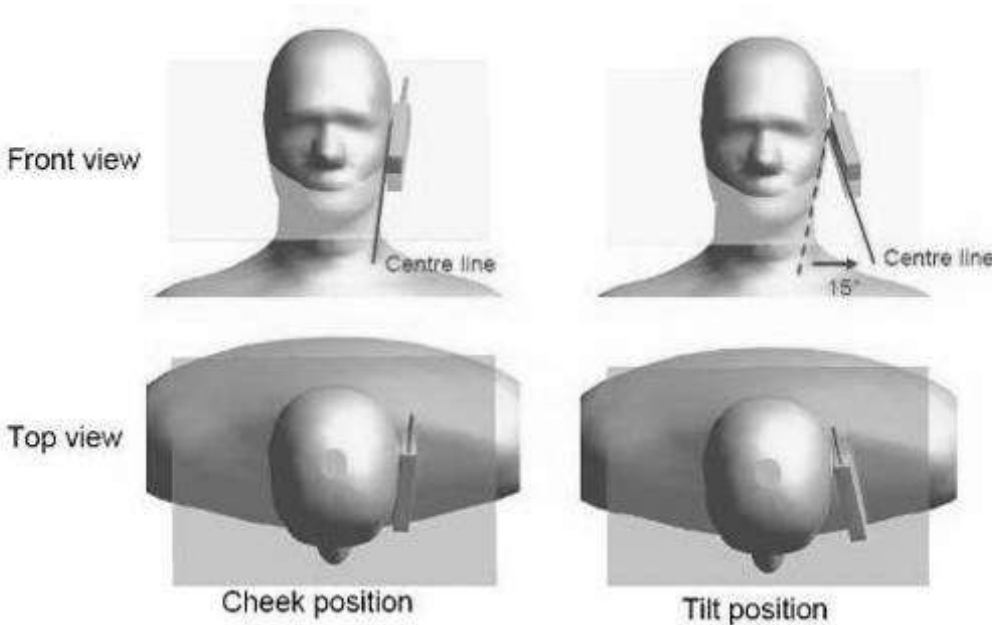 Front view
Centre line
Centre line
15°
Top view
Cheek position
Tilt position